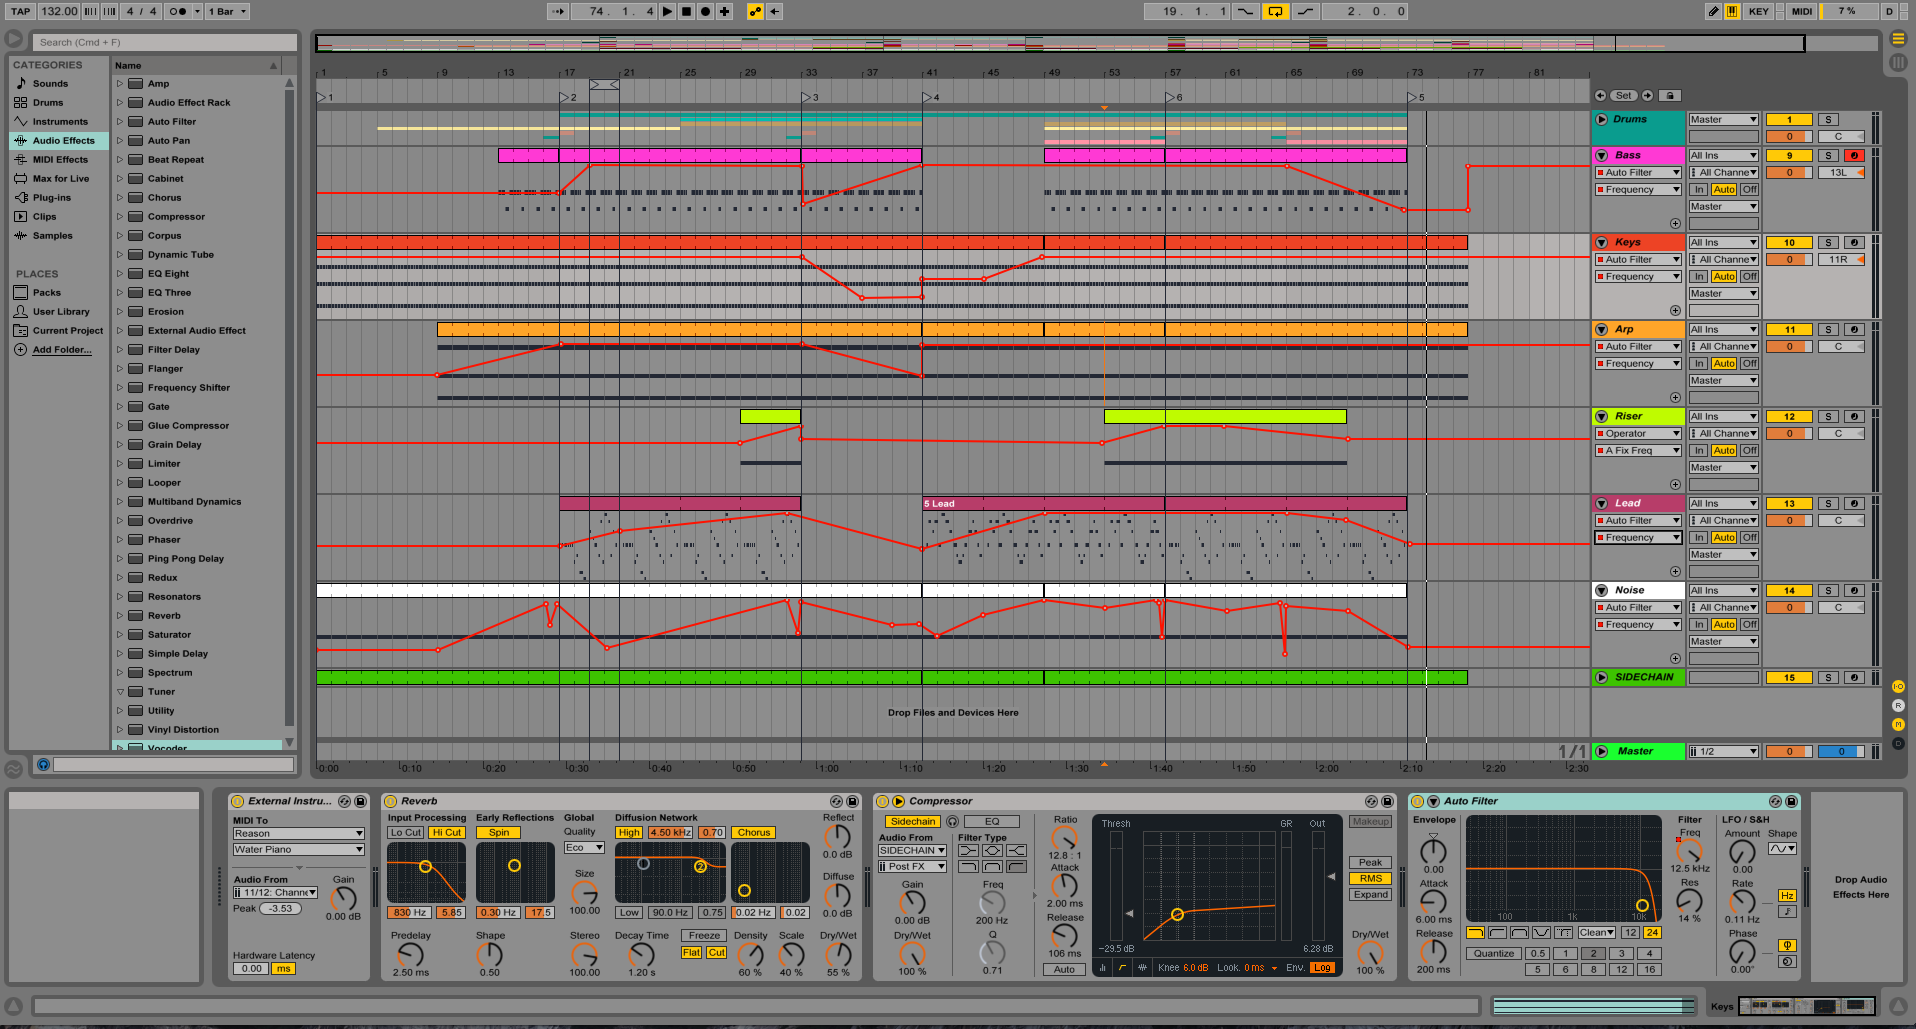 TAP 132.00 4 / 4 1 Bar 74. 1. 4 19. 1. 1 2. 0. 0 KEY MIDI 7 % D
Search (Cmd + F)
CATEGORIES
Sounds
Drums
Instruments
Audio Effects
MIDI Effects
Max for Live
Plug-ins
Clips
Samples
PLACES
Packs
User Library
Current Project
Add Folder...
Name
Amp
Audio Effect Rack
Auto Filter
Auto Pan
Beat Repeat
Cabinet
Chorus
Compressor
Corpus
Dynamic Tube
EQ Eight
EQ Three
Erosion
External Audio Effect
Filter Delay
Flanger
Frequency Shifter
Gate
Glue Compressor
Grain Delay
Limiter
Looper
Multiband Dynamics
Overdrive
Phaser
Ping Pong Delay
Redux
Resonators
Reverb
Saturator
Simple Delay
Spectrum
Tuner
Utility
Vinyl Distortion
Vocoder
1 5 9 13 17 21 25 29 33 37 41 45 49 53 57 61 65 69 73 77 81
1 2 3 4 6 5
Set
Drums Master 1 S
0 C
Bass All Ins 9 S
Auto Filter All Channe 0 13L
Frequency In Auto Off
Master
Keys All Ins 10 S
Auto Filter All Channe 0 11R
Frequency In Auto Off
Master
Arp All Ins 11 S
Auto Filter All Channe 0 C
Frequency In Auto Off
Master
Riser All Ins 12 S
Operator All Channe 0 C
A Fix Freq In Auto Off
Master
5 Lead
Lead All Ins 13 S
Auto Filter All Channe 0 C
Frequency In Auto Off
Master
Noise All Ins 14 S
Auto Filter All Channe 0 C
Frequency In Auto Off
Master
SIDECHAIN 15 S
Drop Files and Devices Here
1/1 Master 1/2 0 0
I·O
R
M
D
0:00 0:10 0:20 0:30 0:40 0:50 1:00 1:10 1:20 1:30 1:40 1:50 2:00 2:10 2:20 2:30
External Instru...
MIDI To
Reason
Water Piano
Audio From
11/12: Channe
Gain
Peak -3.53
0.00 dB
Hardware Latency
0.00 ms
Reverb
Input Processing
Lo Cut Hi Cut
830 Hz 5.85
Predelay
2.50 ms
Early Reflections
Spin
0.30 Hz 17.5
Shape
0.50
Global
Quality
Eco
Size
100.00
Stereo
100.00
Diffusion Network
High 4.50 kHz 0.70 Chorus
2
Low 90.0 Hz 0.75 0.02 Hz 0.02
Decay Time
1.20 s
Freeze
Flat Cut
Density
60 %
Scale
40 %
Reflect
0.0 dB
Diffuse
0.0 dB
Dry/Wet
55 %
Compressor
Sidechain EQ
Audio From Filter Type
SIDECHAIN
Post FX
Gain
0.00 dB
Freq
200 Hz
Dry/Wet
100 %
Q
0.71
Ratio
12.8 : 1
Attack
2.00 ms
Release
106 ms
Auto
Thresh GR Out
-29.5 dB 6.28 dB
Knee 6.0 dB Look. 0 ms Env. Log
Makeup
Peak
RMS
Expand
Dry/Wet
100 %
Auto Filter
Envelope
0.00
Attack
6.00 ms
Release
200 ms
100 1k 10k
Clean 12 24
Quantize 0.5 1 2 3 4
5 6 8 12 16
Filter
Freq
12.5 kHz
Res
14 %
LFO / S&H
Amount Shape
0.00
Rate
0.11 Hz
Hz
Phase
0.00°
Drop Audio
Effects Here
Keys